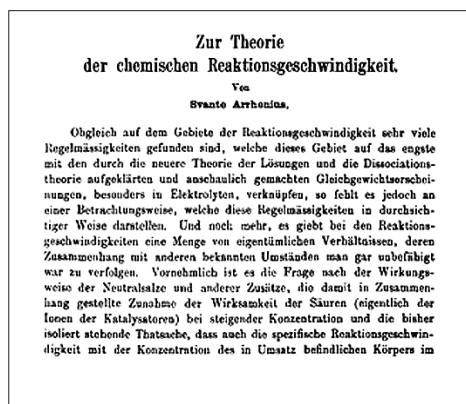 Zur Theorie
der chemischen Reaktionsgeschwindigkeit.
Von
Svante Arrhenius.
Obgleich auf dem Gebiete der Reaktionsgeschwindigkeit sehr viele
Regelmässigkeiten gefunden sind, welche dieses Gebiet auf das engste
mit den durch die neuere Theorie der Lösungen und die Dissociations-
theorie aufgeklärten und anschaulich gemachten Gleichgewichtserschei-
nungen, besonders in Elektrolyten, verknüpfen, so fehlt es jedoch an
einer Betrachtungsweise, welche diese Regelmässigkeiten in durchsich-
tiger Weise darstellen. Und noch mehr, es giebt bei den Reaktions-
geschwindigkeiten eine Menge von eigentümlichen Verhältnissen, deren
Zusammenhang mit anderen bekannten Umständen man gar unbefähigt
war zu verfolgen. Vornehmlich ist es die Frage nach der Wirkungs-
weise der Neutralsalze und anderer Zusätze, die damit in Zusammen-
hang gestellte Zunahme der Wirksamkeit der Säuren (eigentlich der
Ionen der Katalysatoren) bei steigender Konzentration und die bisher
isoliert stehende Thatsache, dass auch die spezifische Reaktionsgeschwin-
digkeit mit der Konzentration des in Umsatz befindlichen Körpers im